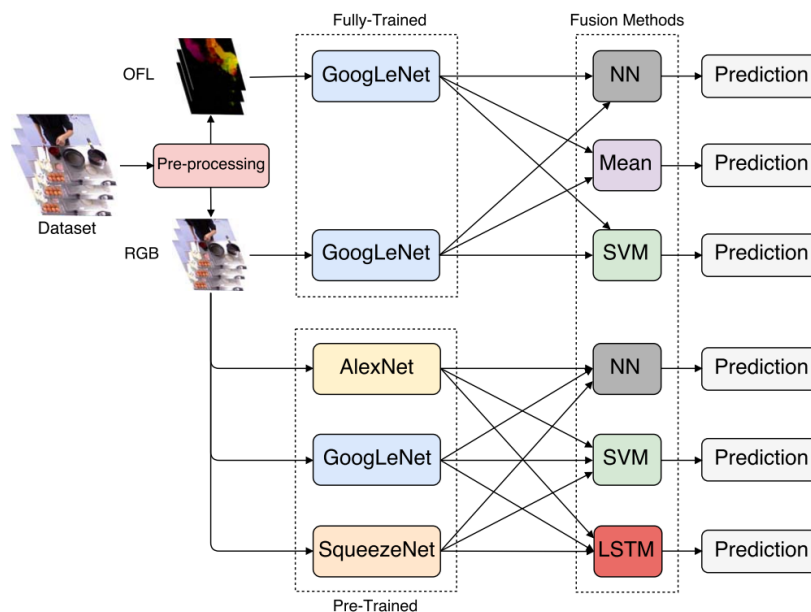 Fully-Trained
Fusion Methods
OFL
GoogLeNet
NN
Prediction
Pre-processing
Mean
Prediction
Dataset
RGB
GoogLeNet
SVM
Prediction
AlexNet
NN
Prediction
GoogLeNet
SVM
Prediction
SqueezeNet
LSTM
Prediction
Pre-Trained